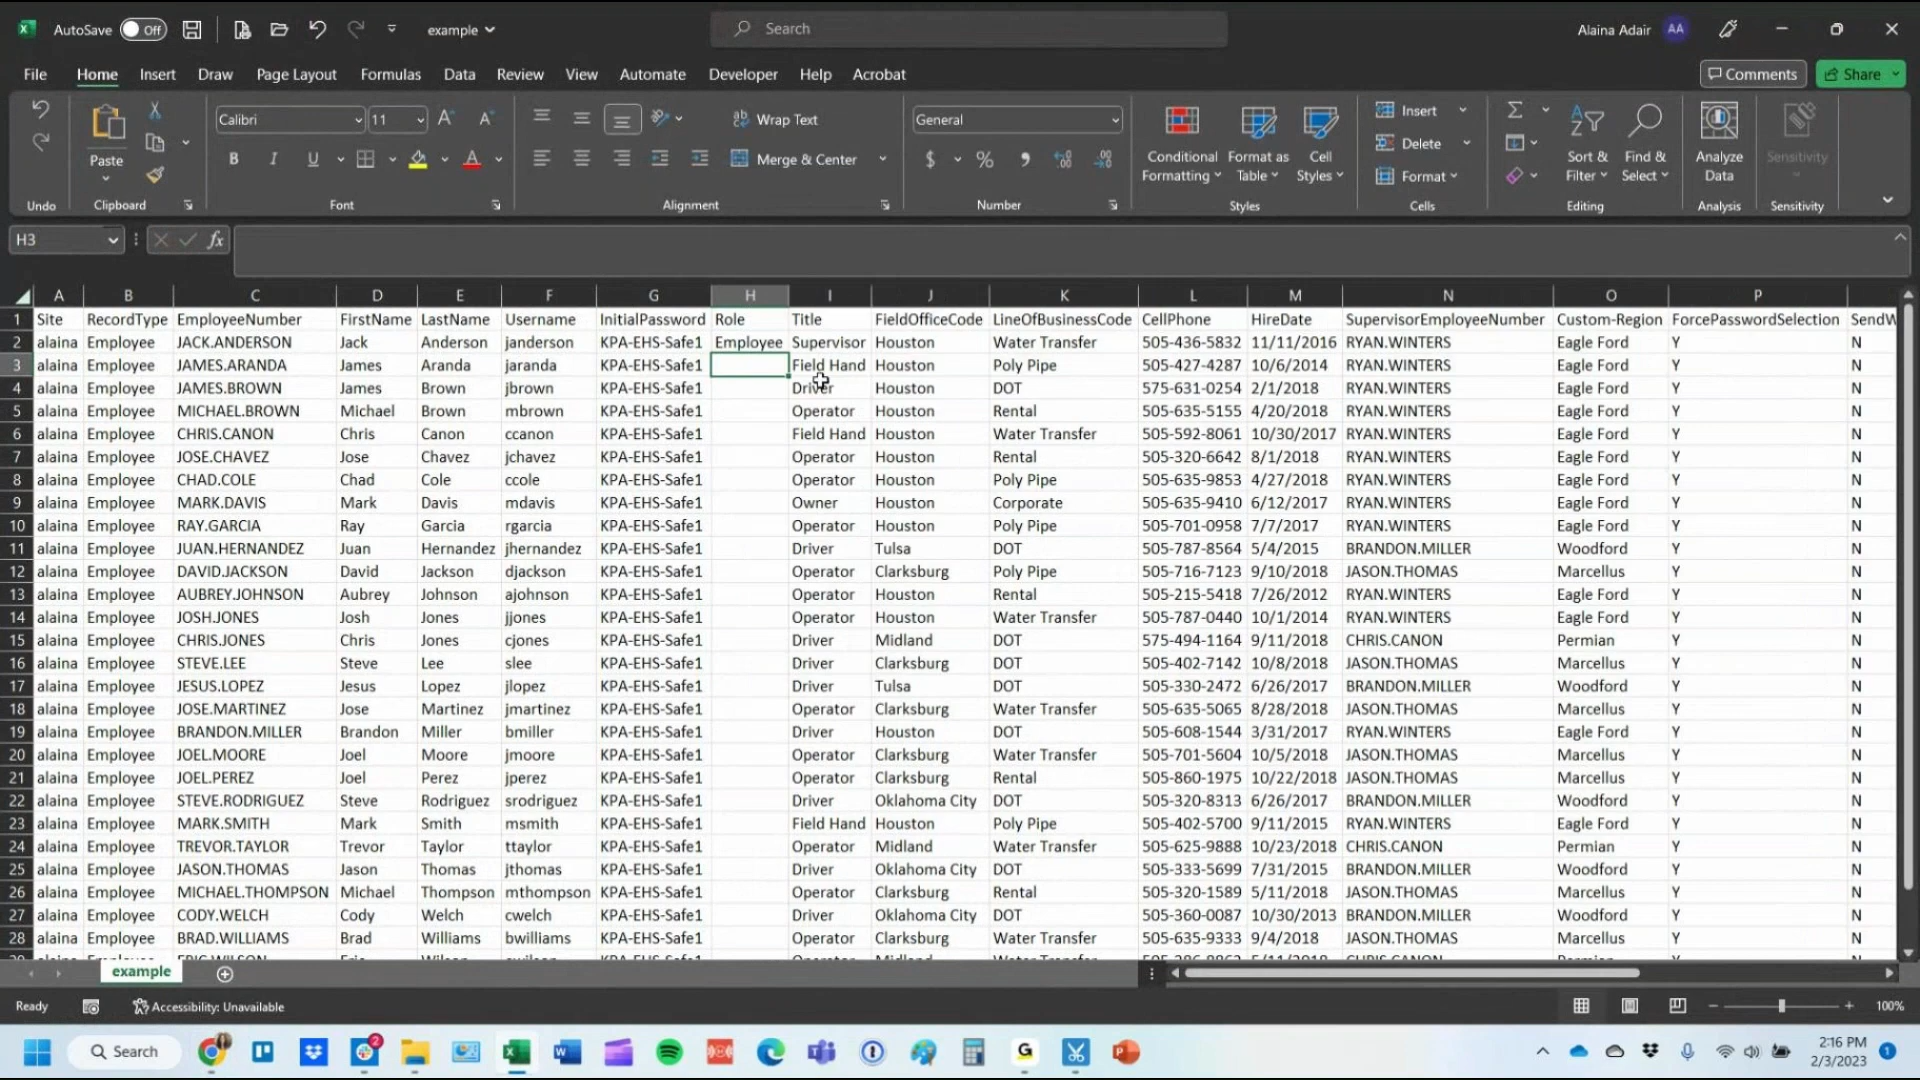 AutoSave Off example Search Alaina Adair AA
File Home Insert Draw Page Layout Formulas Data Review View Automate Developer Help Acrobat Comments Share
Calibri 11 Wrap Text General Insert
Paste B I U Merge & Center $ % Conditional Formatting Format as Table Cell Styles Delete Format Sort & Filter Find & Select Analyze Data Sensitivity
Undo Clipboard Font Alignment Number Styles Cells Editing Analysis Sensitivity
H3 fx
A B C D E F G H I J K L M N O P
1 Site RecordType EmployeeNumber FirstName LastName Username InitialPassword Role Title FieldOfficeCode LineOfBusinessCode CellPhone HireDate SupervisorEmployeeNumber Custom-Region ForcePasswordSelection SendW
2 alaina Employee JACK.ANDERSON Jack Anderson janderson KPA-EHS-Safe1 Employee Supervisor Houston Water Transfer 505-436-5832 11/11/2016 RYAN.WINTERS Eagle Ford Y N
3 alaina Employee JAMES.ARANDA James Aranda jaranda KPA-EHS-Safe1 Field Hand Houston Poly Pipe 505-427-4287 10/6/2014 RYAN.WINTERS Eagle Ford Y N
4 alaina Employee JAMES.BROWN James Brown jbrown KPA-EHS-Safe1 Driver Houston DOT 575-631-0254 2/1/2018 RYAN.WINTERS Eagle Ford Y N
5 alaina Employee MICHAEL.BROWN Michael Brown mbrown KPA-EHS-Safe1 Operator Houston Rental 505-635-5155 4/20/2018 RYAN.WINTERS Eagle Ford Y N
6 alaina Employee CHRIS.CANON Chris Canon ccanon KPA-EHS-Safe1 Field Hand Houston Water Transfer 505-592-8061 10/30/2017 RYAN.WINTERS Eagle Ford Y N
7 alaina Employee JOSE.CHAVEZ Jose Chavez jchavez KPA-EHS-Safe1 Operator Houston Rental 505-320-6642 8/1/2018 RYAN.WINTERS Eagle Ford Y N
8 alaina Employee CHAD.COLE Chad Cole ccole KPA-EHS-Safe1 Operator Houston Poly Pipe 505-635-9853 4/27/2018 RYAN.WINTERS Eagle Ford Y N
9 alaina Employee MARK.DAVIS Mark Davis mdavis KPA-EHS-Safe1 Owner Houston Corporate 505-635-9410 6/12/2017 RYAN.WINTERS Eagle Ford Y N
10 alaina Employee RAY.GARCIA Ray Garcia rgarcia KPA-EHS-Safe1 Operator Houston Poly Pipe 505-701-0958 7/7/2017 RYAN.WINTERS Eagle Ford Y N
11 alaina Employee JUAN.HERNANDEZ Juan Hernandez jhernandez KPA-EHS-Safe1 Driver Tulsa DOT 505-787-8564 5/4/2015 BRANDON.MILLER Woodford Y N
12 alaina Employee DAVID.JACKSON David Jackson djackson KPA-EHS-Safe1 Operator Clarksburg Poly Pipe 505-716-7123 9/10/2018 JASON.THOMAS Marcellus Y N
13 alaina Employee AUBREY.JOHNSON Aubrey Johnson ajohnson KPA-EHS-Safe1 Operator Houston Rental 505-215-5418 7/26/2012 RYAN.WINTERS Eagle Ford Y N
14 alaina Employee JOSH.JONES Josh Jones jjones KPA-EHS-Safe1 Operator Houston Water Transfer 505-787-0440 10/1/2014 RYAN.WINTERS Eagle Ford Y N
15 alaina Employee CHRIS.JONES Chris Jones cjones KPA-EHS-Safe1 Driver Midland DOT 575-494-1164 9/11/2018 CHRIS.CANON Permian Y N
16 alaina Employee STEVE.LEE Steve Lee slee KPA-EHS-Safe1 Driver Clarksburg DOT 505-402-7142 10/8/2018 JASON.THOMAS Marcellus Y N
17 alaina Employee JESUS.LOPEZ Jesus Lopez jlopez KPA-EHS-Safe1 Driver Tulsa DOT 505-330-2472 6/26/2017 BRANDON.MILLER Woodford Y N
18 alaina Employee JOSE.MARTINEZ Jose Martinez jmartinez KPA-EHS-Safe1 Operator Clarksburg Water Transfer 505-635-5065 8/28/2018 JASON.THOMAS Marcellus Y N
19 alaina Employee BRANDON.MILLER Brandon Miller bmiller KPA-EHS-Safe1 Driver Houston DOT 505-608-1544 3/31/2017 RYAN.WINTERS Eagle Ford Y N
20 alaina Employee JOEL.MOORE Joel Moore jmoore KPA-EHS-Safe1 Operator Clarksburg Water Transfer 505-701-5604 10/5/2018 JASON.THOMAS Marcellus Y N
21 alaina Employee JOEL.PEREZ Joel Perez jperez KPA-EHS-Safe1 Operator Clarksburg Rental 505-860-1975 10/22/2018 JASON.THOMAS Marcellus Y N
22 alaina Employee STEVE.RODRIGUEZ Steve Rodriguez srodriguez KPA-EHS-Safe1 Driver Oklahoma City DOT 505-320-8313 6/26/2017 BRANDON.MILLER Woodford Y N
23 alaina Employee MARK.SMITH Mark Smith msmith KPA-EHS-Safe1 Field Hand Houston Poly Pipe 505-402-5700 9/11/2015 RYAN.WINTERS Eagle Ford Y N
24 alaina Employee TREVOR.TAYLOR Trevor Taylor ttaylor KPA-EHS-Safe1 Operator Midland Water Transfer 505-625-9888 10/23/2018 CHRIS.CANON Permian Y N
25 alaina Employee JASON.THOMAS Jason Thomas jthomas KPA-EHS-Safe1 Driver Oklahoma City DOT 505-333-5699 7/31/2015 BRANDON.MILLER Woodford Y N
26 alaina Employee MICHAEL.THOMPSON Michael Thompson mthompson KPA-EHS-Safe1 Operator Clarksburg Rental 505-320-1589 5/11/2018 JASON.THOMAS Marcellus Y N
27 alaina Employee CODY.WELCH Cody Welch cwelch KPA-EHS-Safe1 Driver Oklahoma City DOT 505-360-0087 10/30/2013 BRANDON.MILLER Woodford Y N
28 alaina Employee BRAD.WILLIAMS Brad Williams bwilliams KPA-EHS-Safe1 Operator Clarksburg Water Transfer 505-635-9333 9/4/2018 JASON.THOMAS Marcellus Y N
example
Ready Accessibility: Unavailable 100%
Search 2 2:16 PM
2/3/2023 1